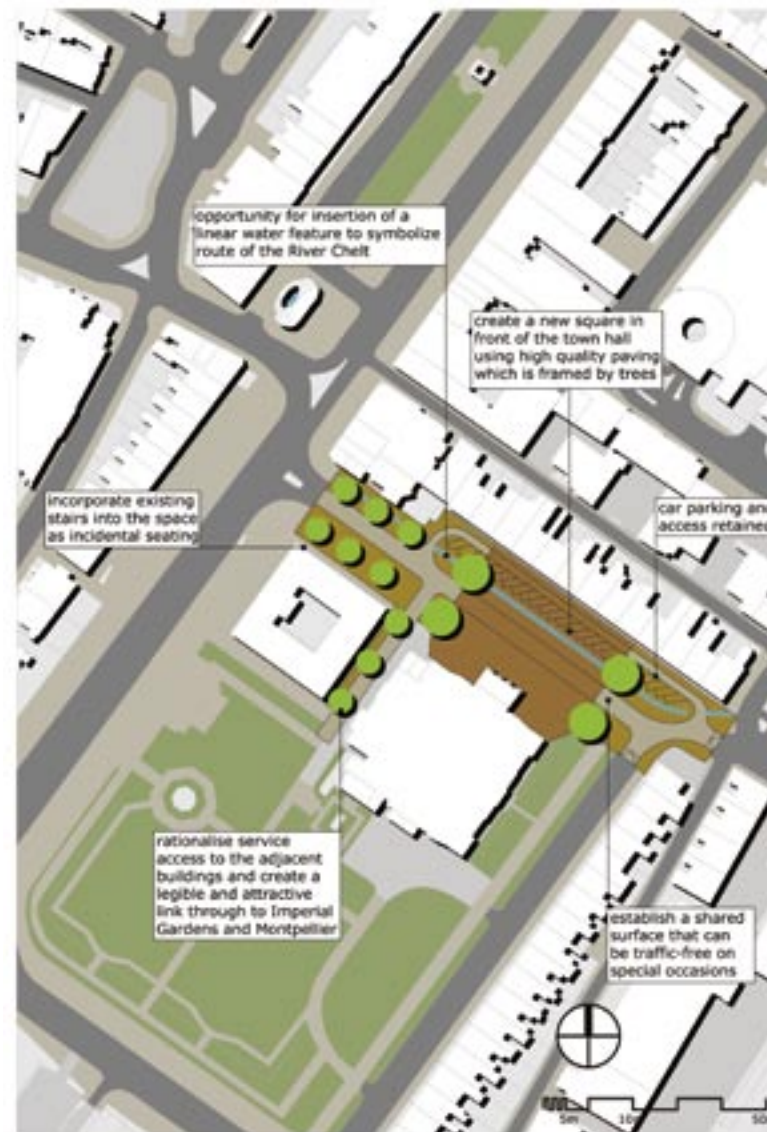 opportunity for insertion of a
linear water feature to symbolize
route of the River Chelt
create a new square in
front of the town hall
using high quality paving
which is framed by trees
incorporate existing
stairs into the space
as incidental seating
car parking and
access retained
rationalise service
access to the adjacent
buildings and create a
legible and attractive
link through to Imperial
Gardens and Montpellier
establish a shared
surface that can
be traffic-free on
special occasions
5m 10m 50